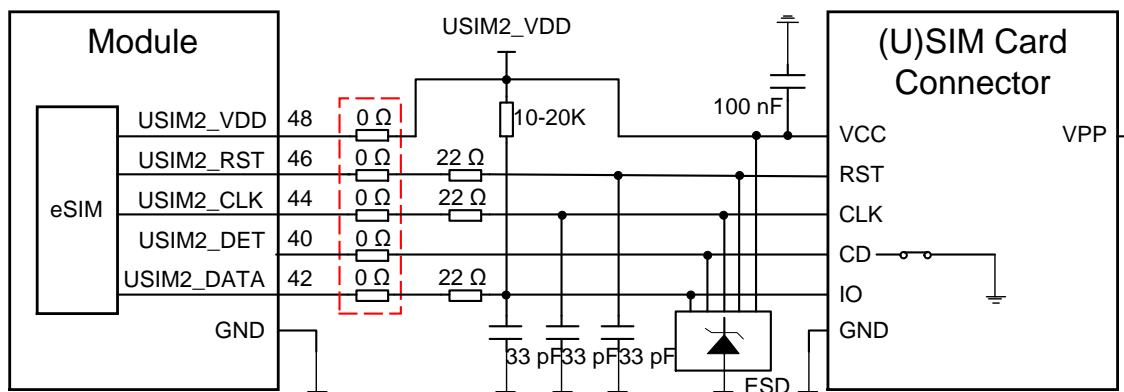 Module
USIM2_VDD
(U)SIM Card
Connector
100 nF
10-20K
USIM2_VDD 48 0 Ω
VCC VPP
USIM2_RST 46 0 Ω 22 Ω
RST
eSIM
USIM2_CLK 44 0 Ω 22 Ω
CLK
USIM2_DET 40 0 Ω
CD
USIM2_DATA 42 0 Ω 22 Ω
IO
GND
GND
33 pF 33 pF 33 pF
ESD